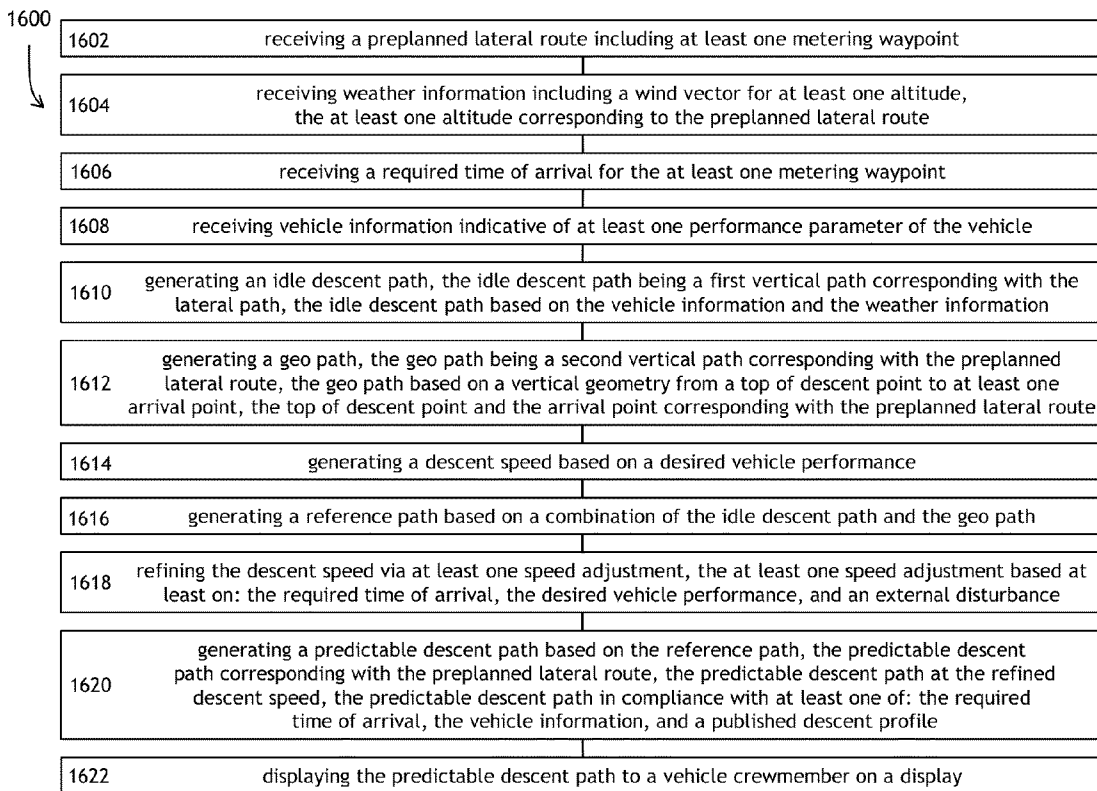 1600
1602 receiving a preplanned lateral route including at least one metering waypoint
1604 receiving weather information including a wind vector for at least one altitude,
the at least one altitude corresponding to the preplanned lateral route
1606 receiving a required time of arrival for the at least one metering waypoint
1608 receiving vehicle information indicative of at least one performance parameter of the vehicle
1610 generating an idle descent path, the idle descent path being a first vertical path corresponding with the
lateral path, the idle descent path based on the vehicle information and the weather information
generating a geo path, the geo path being a second vertical path corresponding with the preplanned
1612 lateral route, the geo path based on a vertical geometry from a top of descent point to at least one
arrival point, the top of descent point and the arrival point corresponding with the preplanned lateral route
1614 generating a descent speed based on a desired vehicle performance
1616 generating a reference path based on a combination of the idle descent path and the geo path
1618 refining the descent speed via at least one speed adjustment, the at least one speed adjustment based at
least on: the required time of arrival, the desired vehicle performance, and an external disturbance
generating a predictable descent path based on the reference path, the predictable descent
1620 path corresponding with the preplanned lateral route, the predictable descent path at the refined
descent speed, the predictable descent path in compliance with at least one of: the required
time of arrival, the vehicle information, and a published descent profile
1622 displaying the predictable descent path to a vehicle crewmember on a display